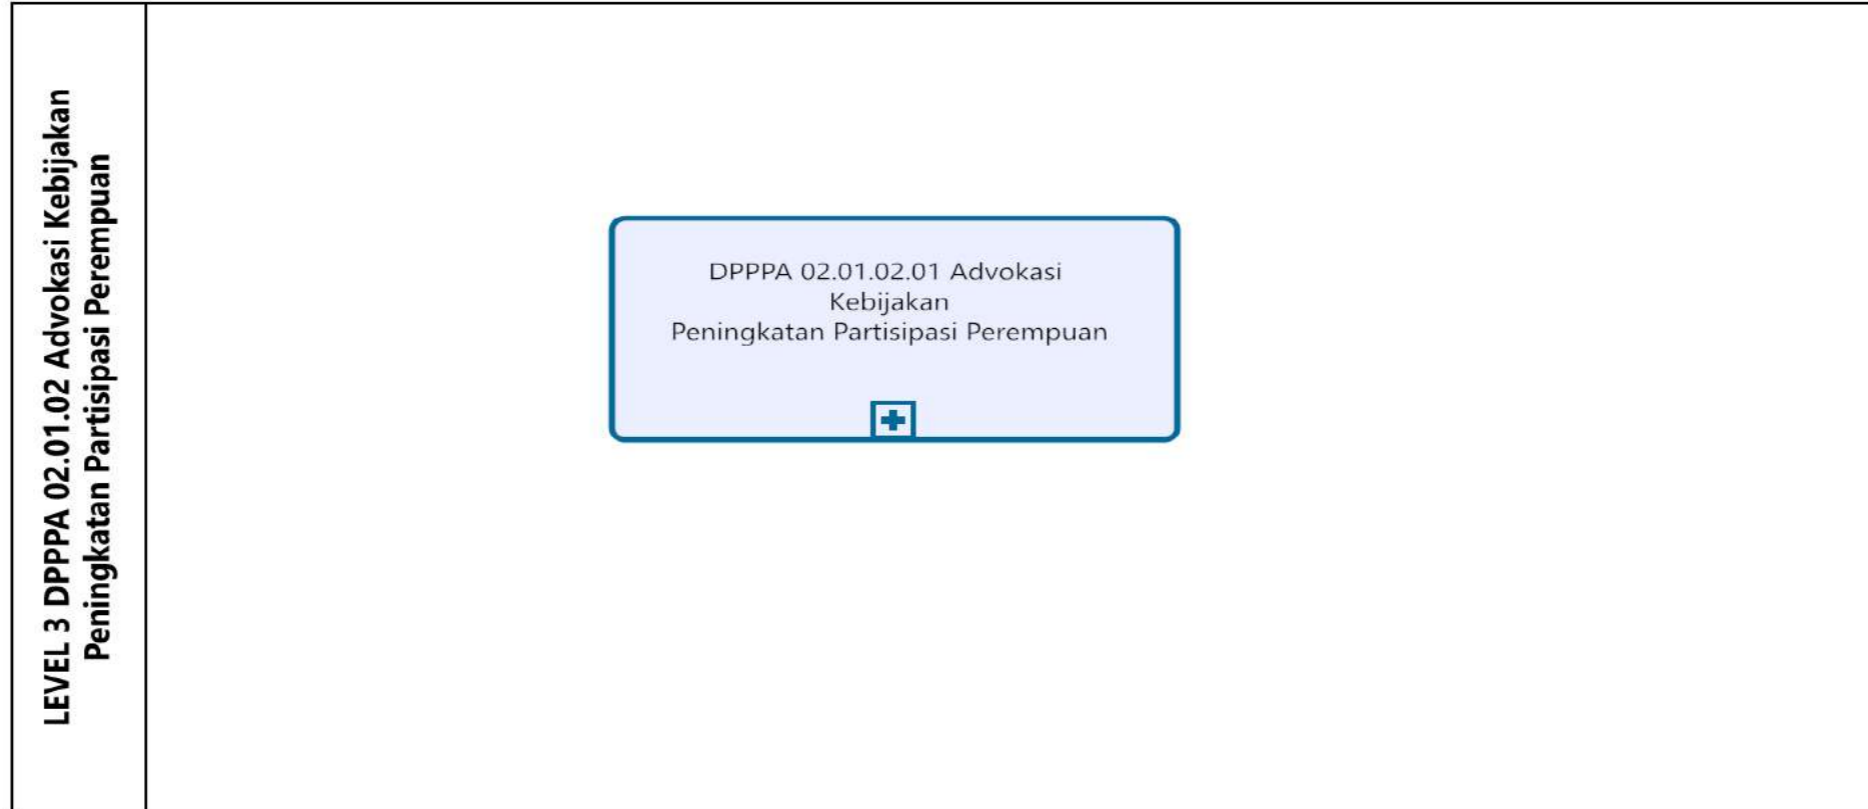 LEVEL 3 DPPPA 02.01.02 Advokasi Kebijakan
Peningkatan Partisipasi Perempuan
DPPPA 02.01.02.01 Advokasi
Kebijakan
Peningkatan Partisipasi Perempuan